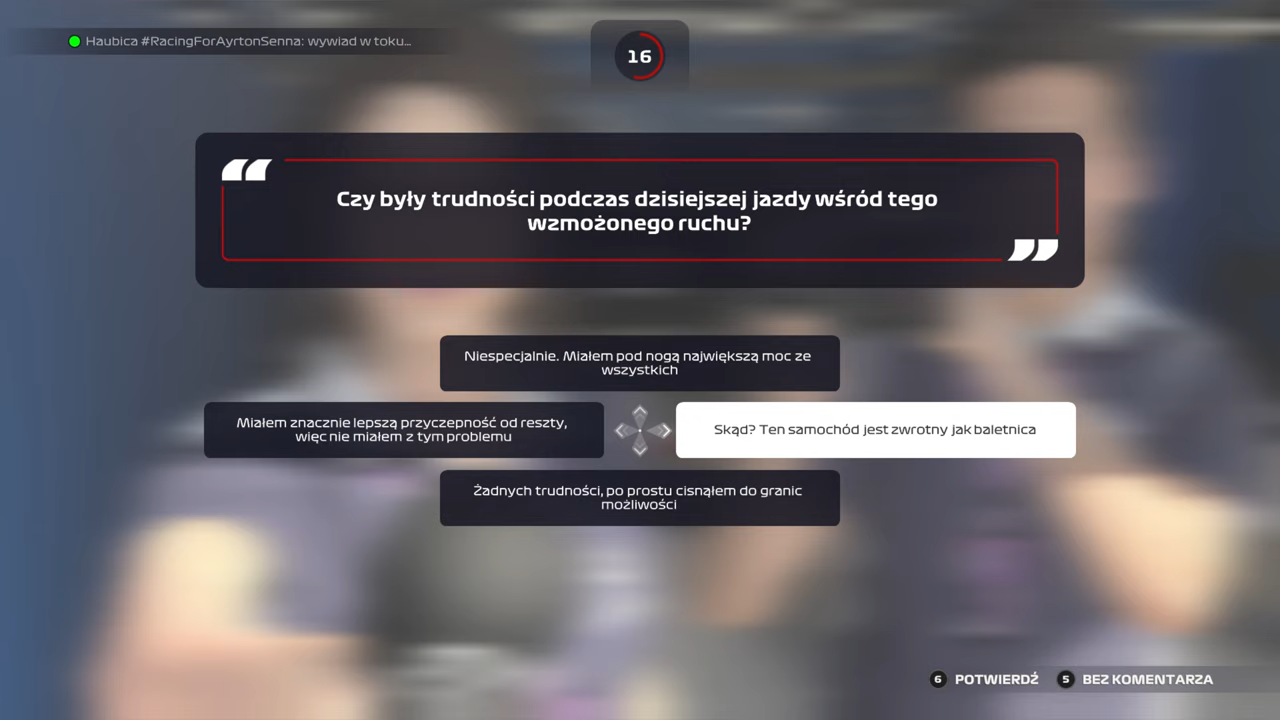 Haubica #RacingForAyrtonSenna: wywiad w toku...
16
Czy były trudności podczas dzisiejszej jazdy wśród tego
wzmożonego ruchu?
Niespecjalnie. Miałem pod nogą największą moc ze
wszystkich
Miałem znacznie lepszą przyczepność od reszty,
więc nie miałem z tym problemu
Skąd? Ten samochód jest zwrotny jak baletnica
Żadnych trudności, po prostu cisnąłem do granic
możliwości
6 POTWIERDŹ 5 BEZ KOMENTARZA